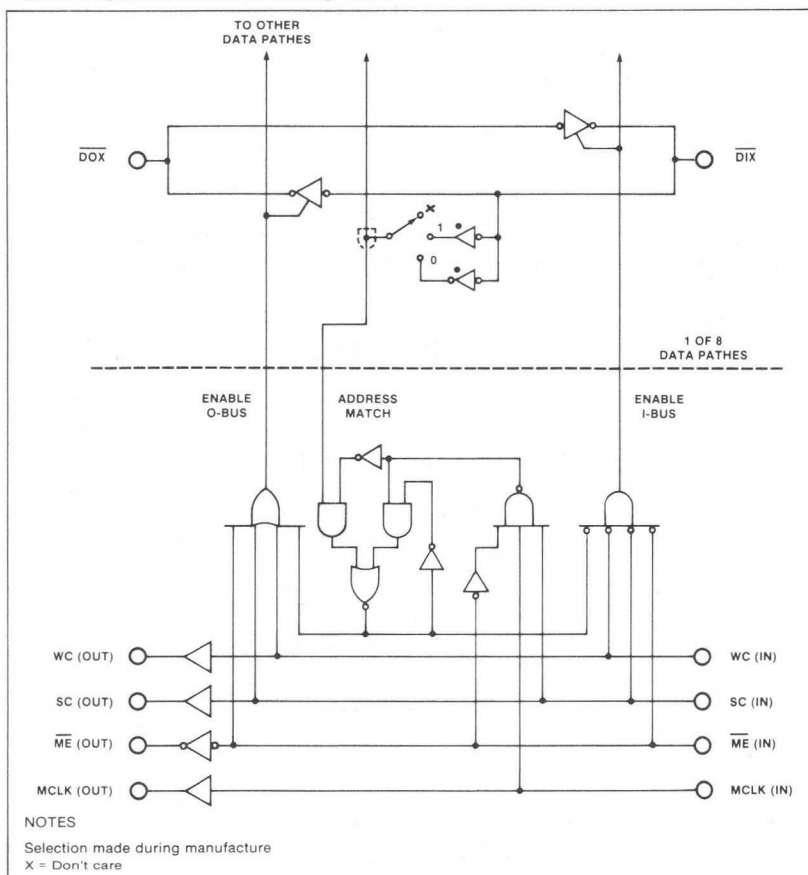 TO OTHER
DATA PATHES
DOX
DIX
X
1
0
1 OF 8
DATA PATHES
ENABLE
O-BUS
ADDRESS
MATCH
ENABLE
I-BUS
WC (OUT)
WC (IN)
SC (OUT)
SC (IN)
ME (OUT)
ME (IN)
MCLK (OUT)
MCLK (IN)
NOTES
Selection made during manufacture
X = Don't care